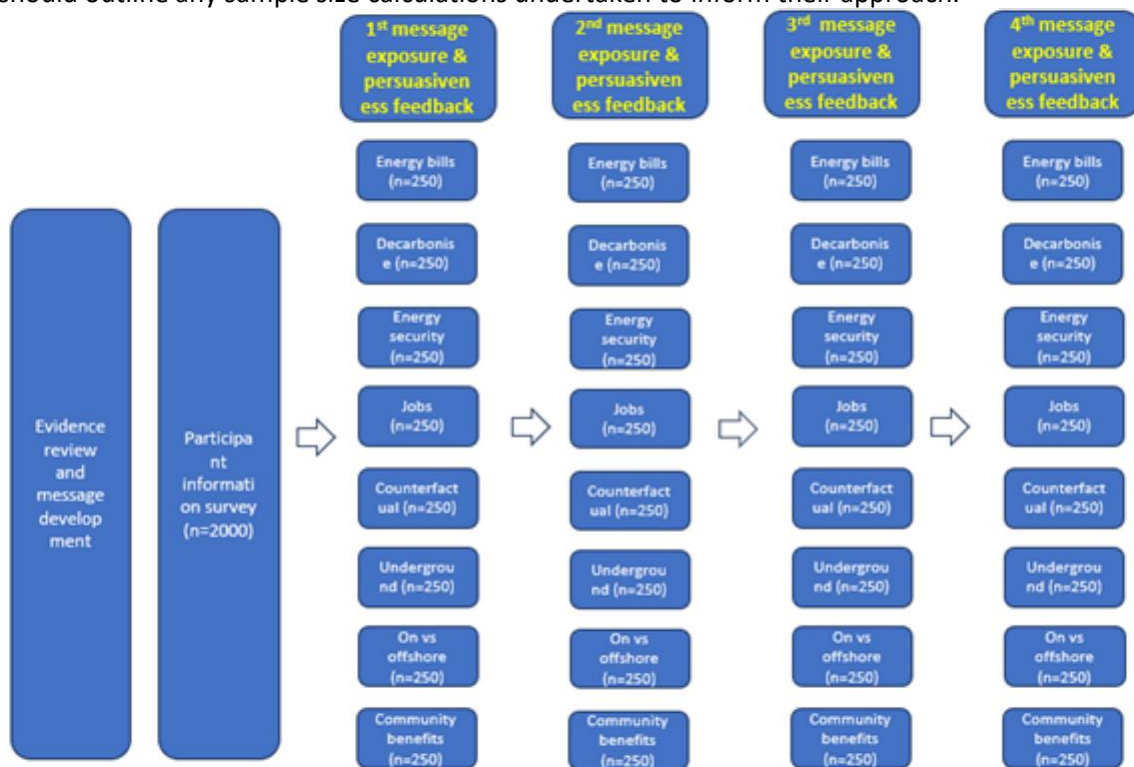 should outline any sample size calculations undertaken to inform their approach.
1st message
exposure &
persuasiven
ess feedback
2nd message
exposure &
persuasiven
ess feedback
3rd message
exposure &
persuasiven
ess feedback
4th message
exposure &
persuasiven
ess feedback
Evidence
review
and
message
develop
ment
Participa
nt
informati
on survey
(n=2000)
Energy bills
(n=250)
Decarbonis
e (n=250)
Energy
security
(n=250)
Jobs
(n=250)
Counterfact
ual (n=250)
Undergrou
nd (n=250)
On vs
offshore
(n=250)
Community
benefits
(n=250)
Energy bills
(n=250)
Decarbonis
e (n=250)
Energy
security
(n=250)
Jobs
(n=250)
Counterfact
ual (n=250)
Undergrou
nd (n=250)
On vs
offshore
(n=250)
Community
benefits
(n=250)
Energy bills
(n=250)
Decarbonis
e (n=250)
Energy
security
(n=250)
Jobs
(n=250)
Counterfact
ual (n=250)
Undergrou
nd (n=250)
On vs
offshore
(n=250)
Community
benefits
(n=250)
Energy bills
(n=250)
Decarbonis
e (n=250)
Energy
security
(n=250)
Jobs
(n=250)
Counterfact
ual (n=250)
Undergrou
nd (n=250)
On vs
offshore
(n=250)
Community
benefits
(n=250)